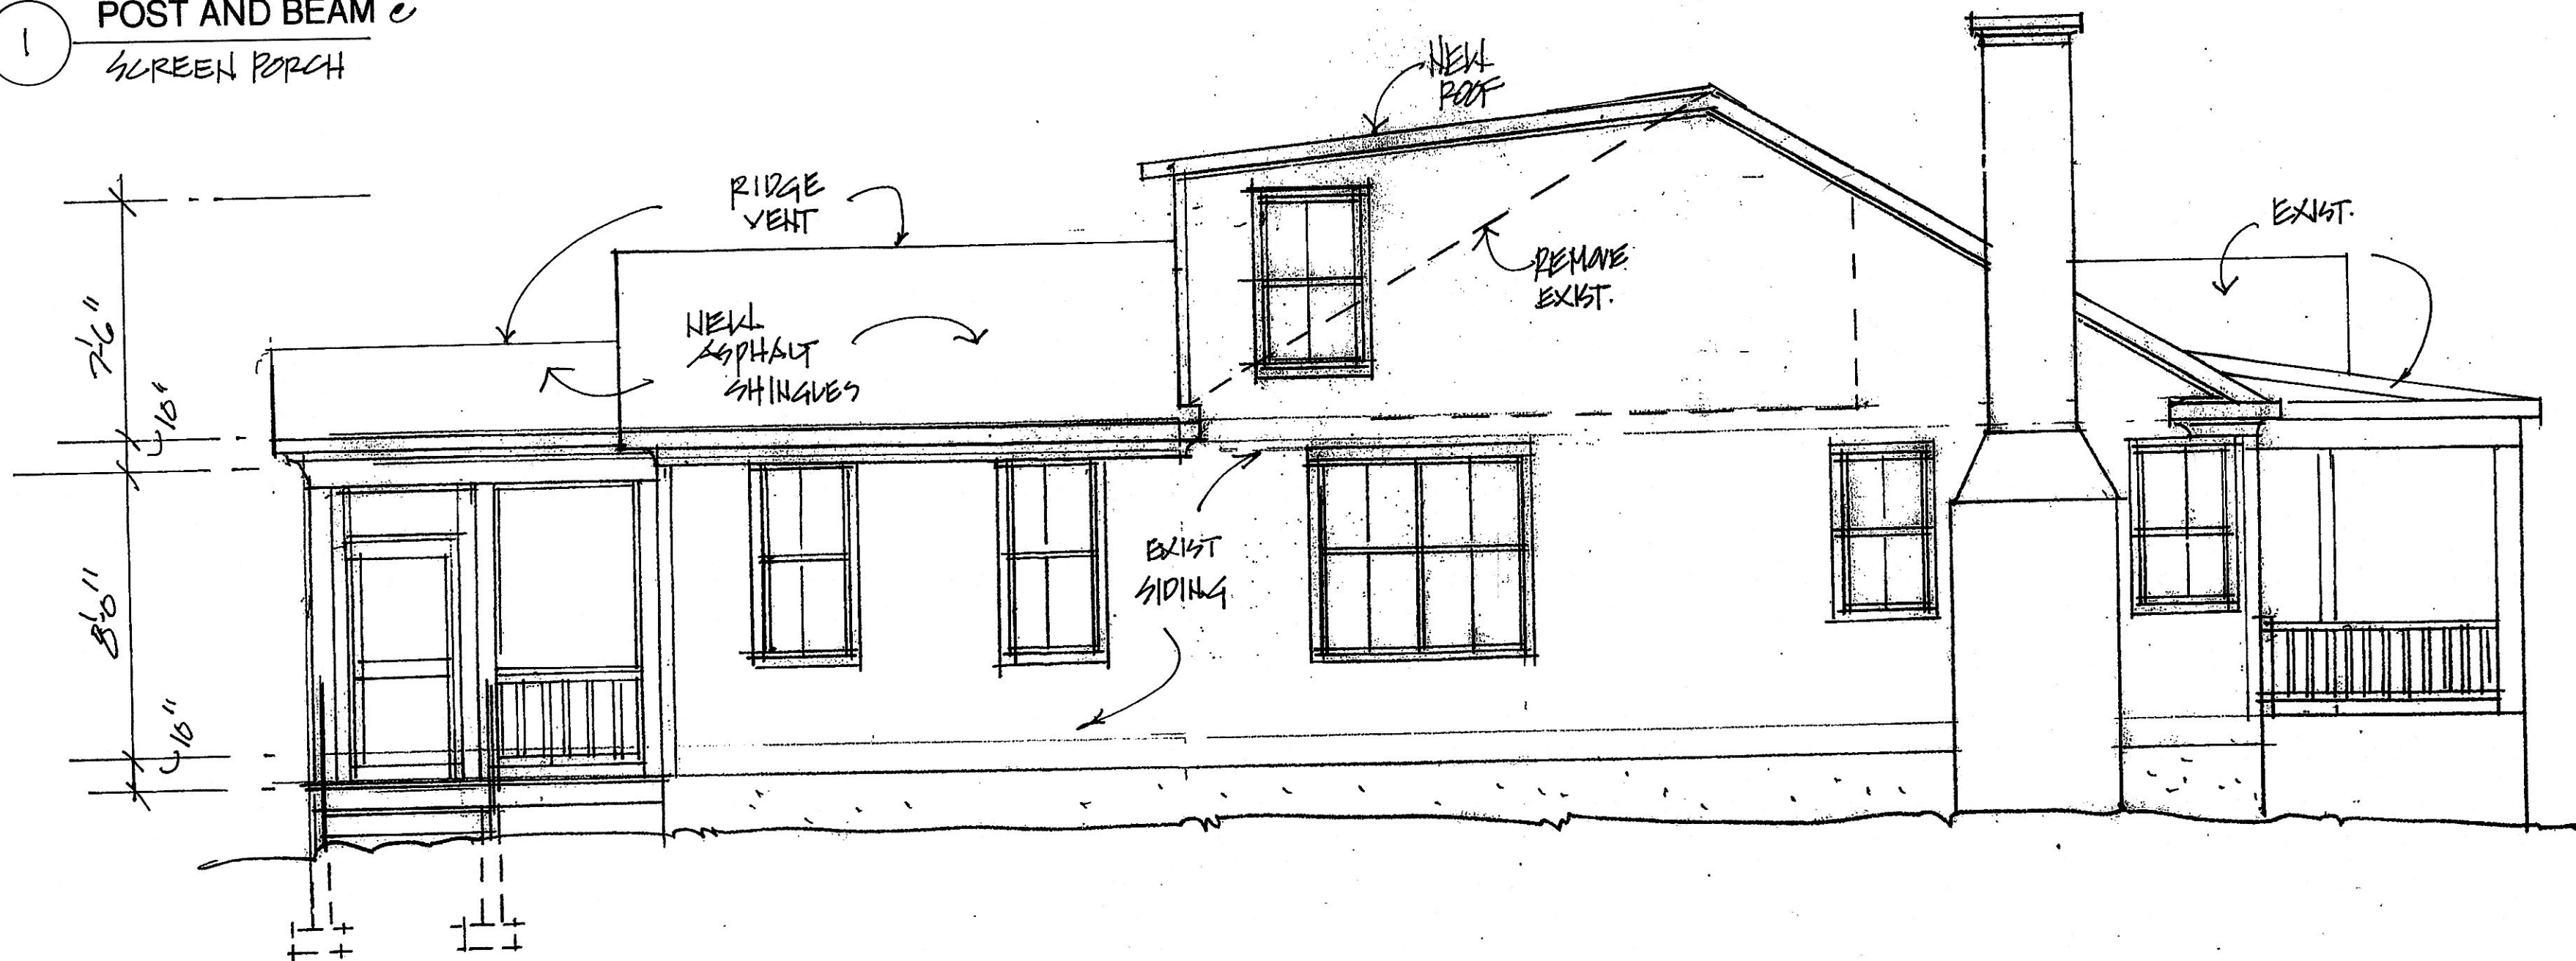 1
POST AND BEAM @
SCREEN PORCH
NEW
ROOF
RIDGE
VENT
EXIST.
REMOVE
EXIST.
NEW
ASPHALT
SHINGLES
7'-6"
10"
8'-0"
10"
EXIST
SIDING